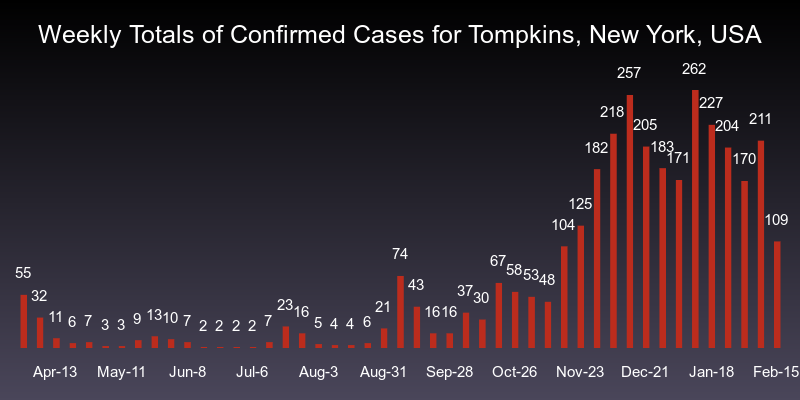 Weekly Totals of Confirmed Cases for Tompkins, New York, USA
55 32 11 6 7 3 3 9 13 10 7 2 2 2 2 7 23 16 5 4 4 6 21 74 43 16 16 37 30 67 58 53 48 104 125 182 218 257 205 183 171 262 227 204 170 211 109
Apr-13 May-11 Jun-8 Jul-6 Aug-3 Aug-31 Sep-28 Oct-26 Nov-23 Dec-21 Jan-18 Feb-15